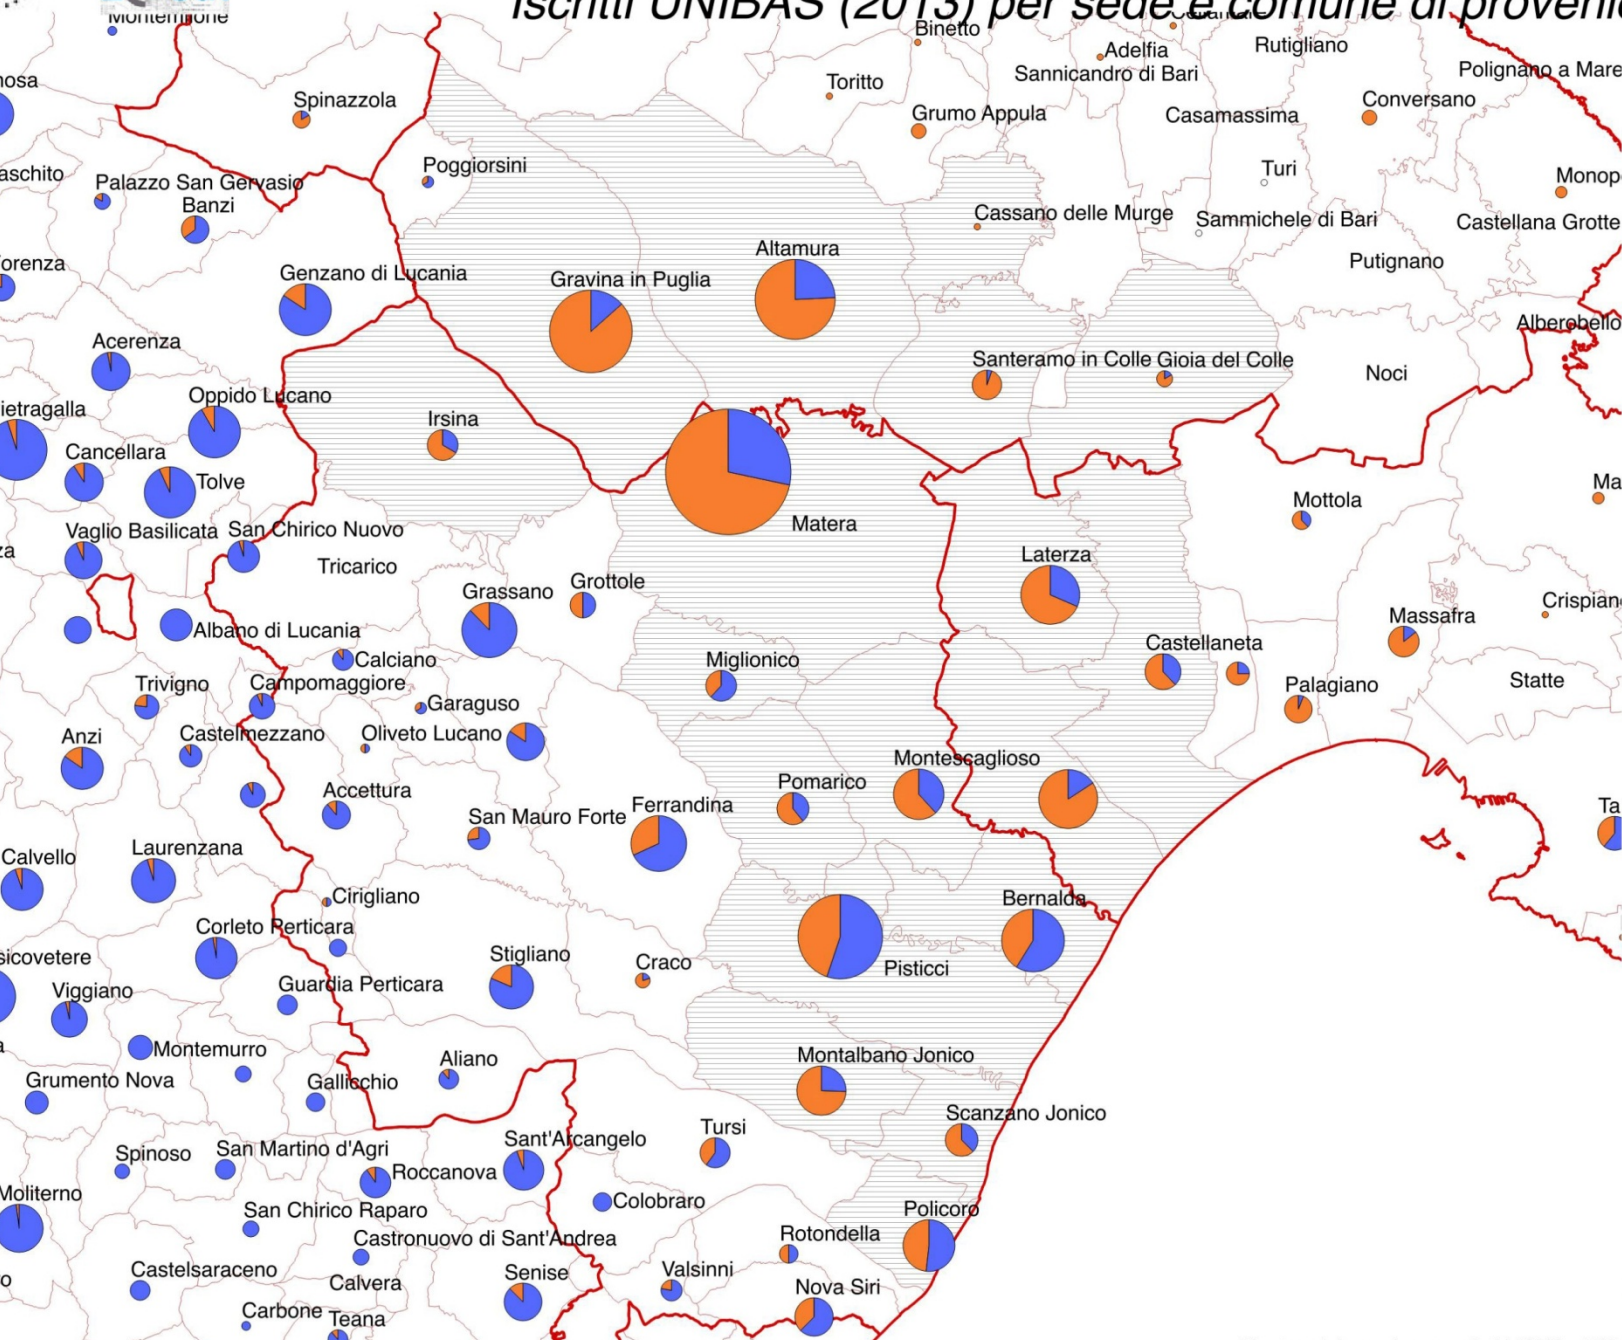 Iscritti UNIBAS (2013) per sede e comune di
Montemilone
Binetto
Adelfia
Rutigliano
Sannicandro di Bari
Polignano a Mare
Toritto
Spinazzola
Grumo Appula
Casamassima
Conversano
Poggiorsini
Turi
Palazzo San Gervasio
Banzi
Cassano delle Murge
Sammichele di Bari
Castellana Grotte
Altamura
Putignano
Genzano di Lucania
Gravina in Puglia
Alberobello
Acerenza
Santeramo in Colle
Gioia del Colle
Noci
Oppido Lucano
Irsina
Cancellara
Tolve
Mottola
Matera
Vaglio Basilicata
San Chirico Nuovo
Tricarico
Laterza
Grassano
Grottole
Massafra
Albano di Lucania
Castellaneta
Calciano
Miglionico
Statte
Trivigno
Campomaggiore
Palagiano
Garaguso
Anzi
Castelmezzano
Oliveto Lucano
Montescaglioso
Pomarico
Accettura
San Mauro Forte
Ferrandina
Calvello
Laurenzana
Cirigliano
Bernalda
Corleto Perticara
Stigliano
Craco
Pisticci
Viggiano
Guardia Perticara
Montemurro
Aliano
Montalbano Jonico
Grumento Nova
Gallicchio
Scanzano Jonico
Tursi
Spinoso
San Martino d'Agri
Sant'Arcangelo
Roccanova
Moliterno
Colobraro
San Chirico Raparo
Policoro
Castronuovo di Sant'Andrea
Rotondella
Castelsaraceno
Calvera
Senise
Valsinni
Nova Siri
Carbone
Teana